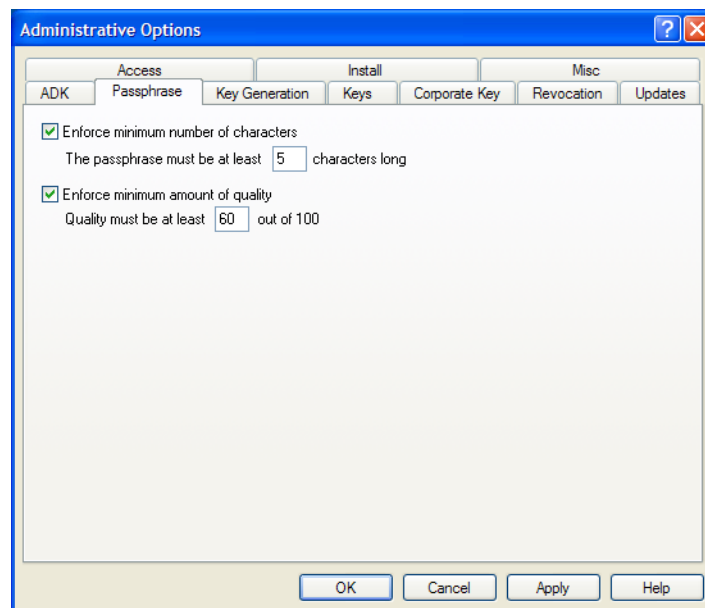 Administrative Options
Access Install Misc
ADK Passphrase Key Generation Keys Corporate Key Revocation Updates
Enforce minimum number of characters
The passphrase must be at least 5 characters long
Enforce minimum amount of quality
Quality must be at least 60 out of 100
OK Cancel Apply Help